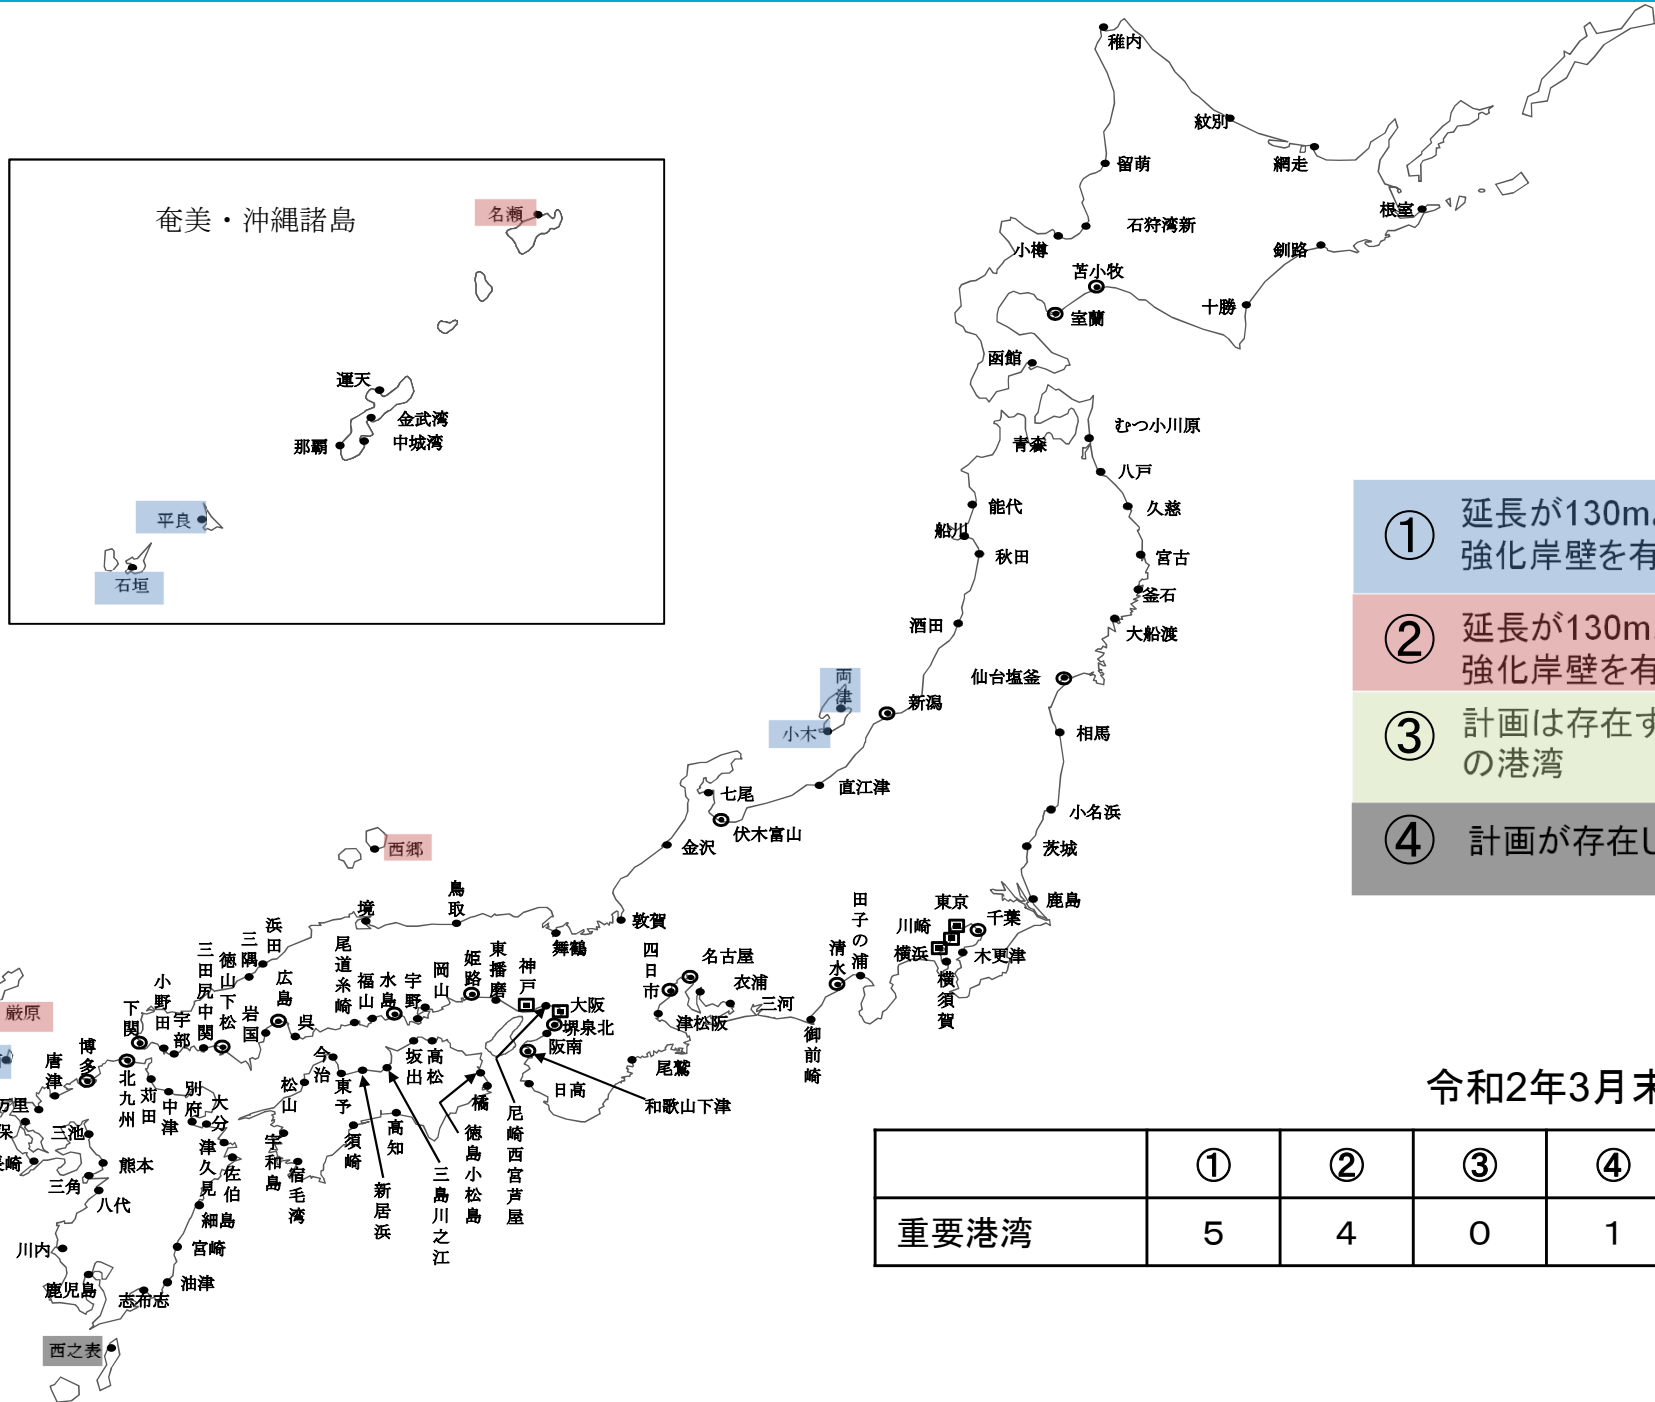 稚内
紋別
網走
留萌
根室
石狩湾新
小樽
釧路
苫小牧
十勝
室蘭
函館
奄美・沖縄諸島
名瀬
運天
金武湾
中城湾
那覇
平良
石垣
むつ小川原
青森
八戸
能代
久慈
船川
秋田
宮古
釜石
酒田
大船渡
仙台塩釜
両津
新潟
小木
相馬
直江津
七尾
小名浜
伏木富山
金沢
茨城
西郷
鹿島
東京
千葉
川崎
横浜
木更津
横須賀
田子の浦
清水
御前崎
敦賀
舞鶴
鳥取
境
四日市
名古屋
衣浦
三河
津松阪
尾鷲
浜田
三隅
三田尻中関
徳山下松
小野田
宇部
下関
岩国
広島
呉
尾道糸崎
福山
水島
宇野
岡山
姫路
東播磨
神戸
大阪
堺泉北
阪南
日高
和歌山下津
尼崎西宮芦屋
徳島小松島
橘
高松
坂出
三島川之江
新居浜
東予
今治
松山
宇和島
宿毛湾
須崎
高知
厳原
博多
唐津
万里
保
長崎
北九州
苅田
中津
別府
大分
津久見
佐伯
細島
宮崎
油津
志布志
三池
熊本
三角
八代
川内
鹿児島
西之表
① 延長が130m
強化岸壁を有
② 延長が130m
強化岸壁を有
③ 計画は存在す
の港湾
④ 計画が存在し
令和2年3月末
① ② ③ ④
重要港湾 5 4 0 1